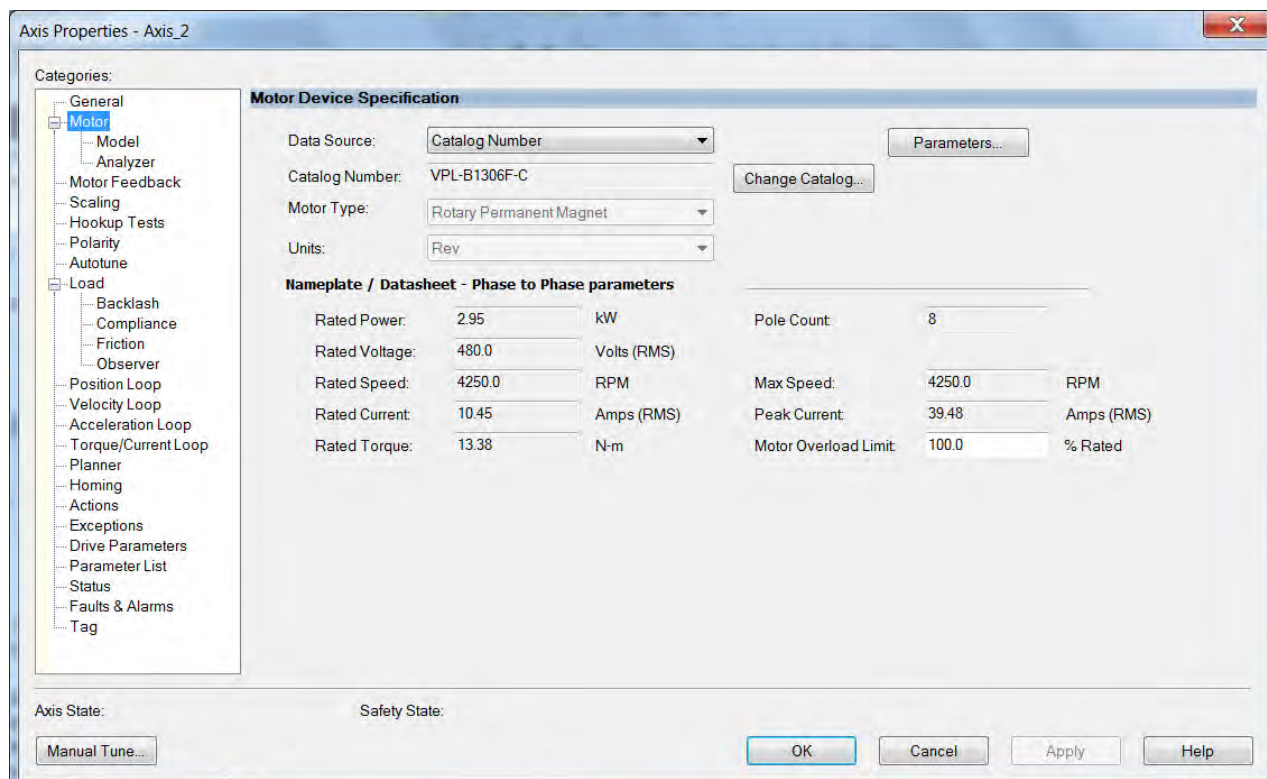 Axis Properties - Axis_2
X
Categories:
General
Motor
Model
Analyzer
Motor Feedback
Scaling
Hookup Tests
Polarity
Autotune
Load
Backlash
Compliance
Friction
Observer
Position Loop
Velocity Loop
Acceleration Loop
Torque/Current Loop
Planner
Homing
Actions
Exceptions
Drive Parameters
Parameter List
Status
Faults & Alarms
Tag
Motor Device Specification
Data Source: Catalog Number Parameters...
Catalog Number: VPL-B1306F-C Change Catalog...
Motor Type: Rotary Permanent Magnet
Units: Rev
Nameplate / Datasheet - Phase to Phase parameters
Rated Power: 2.95 kW Pole Count: 8
Rated Voltage: 480.0 Volts (RMS)
Rated Speed: 4250.0 RPM Max Speed: 4250.0 RPM
Rated Current: 10.45 Amps (RMS) Peak Current: 39.48 Amps (RMS)
Rated Torque: 13.38 N-m Motor Overload Limit: 100.0 % Rated
Axis State: Safety State:
Manual Tune... OK Cancel Apply Help